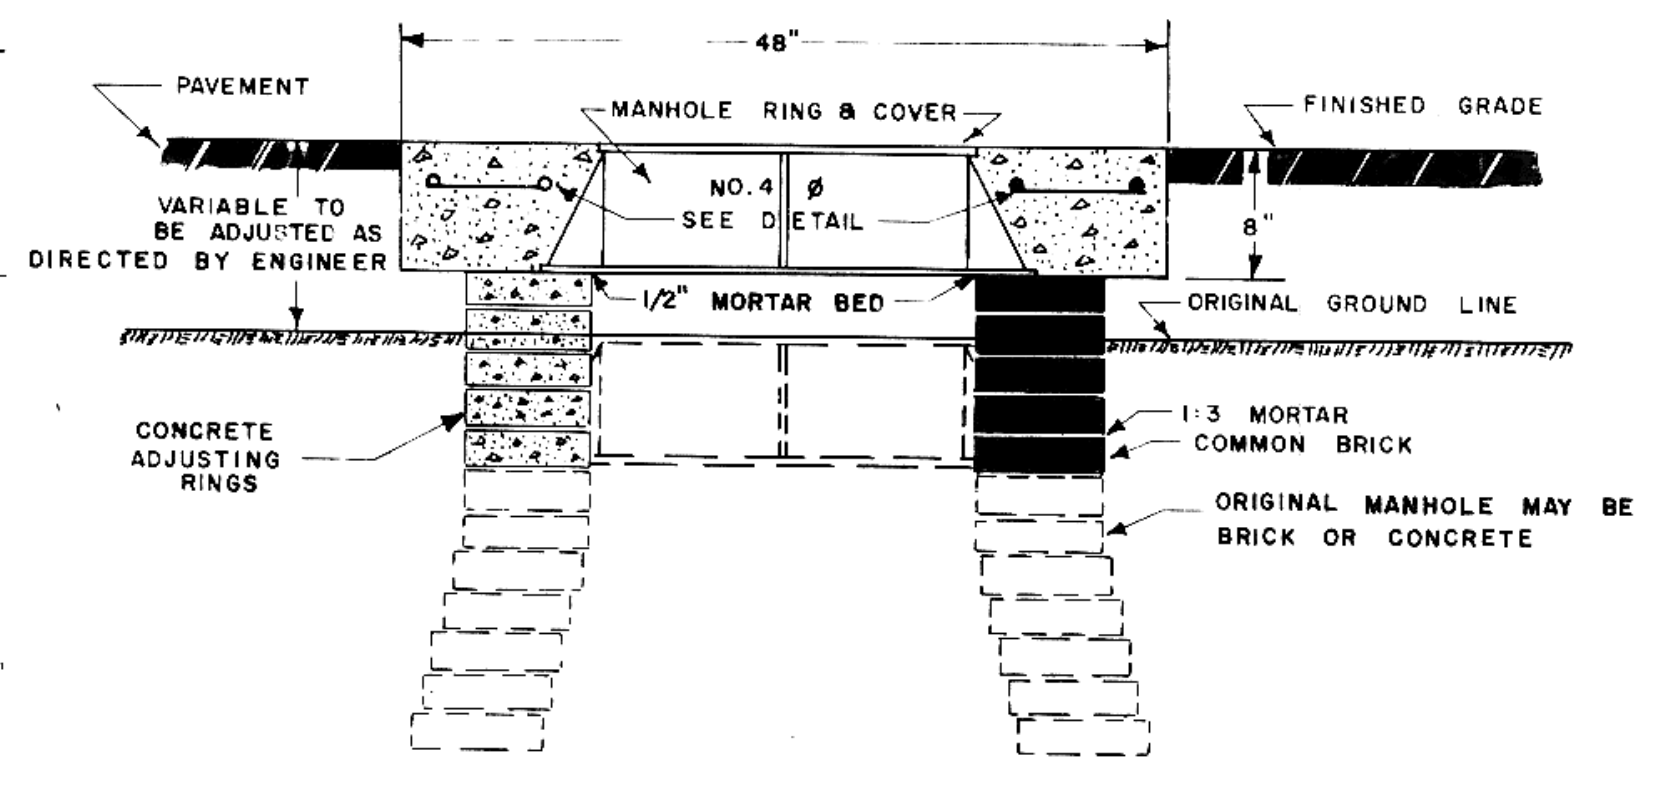 48"
PAVEMENT
MANHOLE RING & COVER
FINISHED GRADE
NO. 4 Ø
SEE DETAIL
VARIABLE TO
BE ADJUSTED AS
DIRECTED BY ENGINEER
8"
1/2" MORTAR BED
ORIGINAL GROUND LINE
CONCRETE
ADJUSTING
RINGS
1:3 MORTAR
COMMON BRICK
ORIGINAL MANHOLE MAY BE
BRICK OR CONCRETE